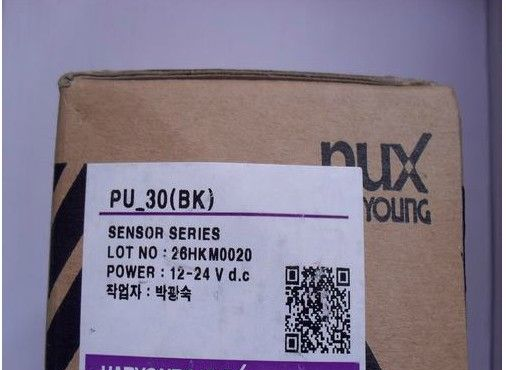 nux
YOUNG
PU_30(BK)
SENSOR SERIES
LOT NO : 26HKM0020
POWER : 12-24 V d.c
작업자 : 박광숙